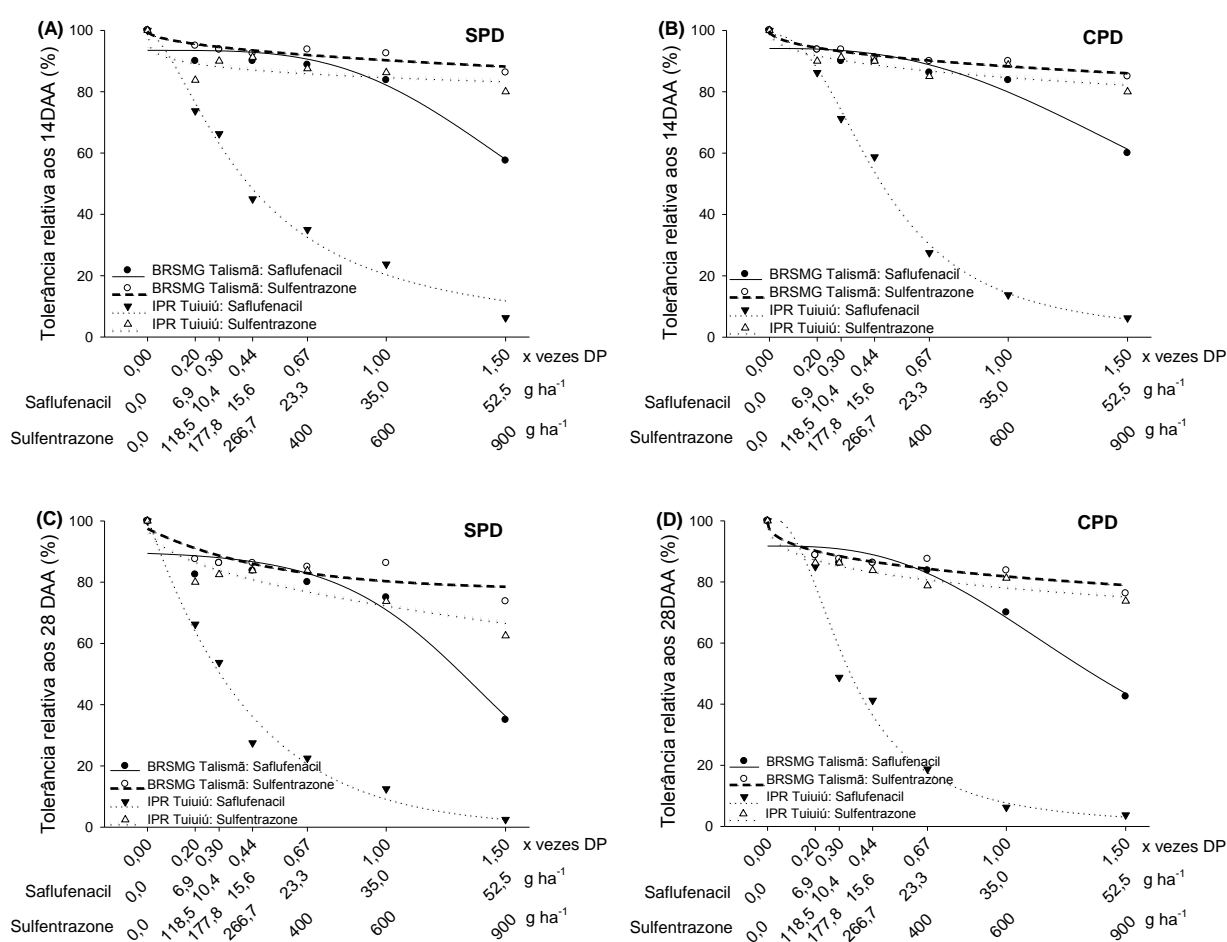 (A)
SPD
Tolerância relativa aos 14DAA (%)
100
80
60
40
20
0
BRSMG Talismã: Saflufenacil
BRSMG Talismã: Sulfentrazone
IPR Tuiuiú: Saflufenacil
IPR Tuiuiú: Sulfentrazone
0,00 0,20 0,30 0,44 0,67 1,00 1,50 x vezes DP
Saflufenacil 0,0 6,9 10,4 15,6 23,3 35,0 52,5 g ha-1
Sulfentrazone 0,0 118,5 177,8 266,7 400 600 900 g ha-1
(B)
CPD
Tolerância relativa aos 14DAA (%)
100
80
60
40
20
0
BRSMG Talismã: Saflufenacil
BRSMG Talismã: Sulfentrazone
IPR Tuiuiú: Saflufenacil
IPR Tuiuiú: Sulfentrazone
0,00 0,20 0,30 0,44 0,67 1,00 1,50 x vezes DP
Saflufenacil 0,0 6,9 10,4 15,6 23,3 35,0 52,5 g ha-1
Sulfentrazone 0,0 118,5 177,8 266,7 400 600 900 g ha-1
(C)
SPD
Tolerância relativa aos 28 DAA (%)
100
80
60
40
20
0
BRSMG Talismã: Saflufenacil
BRSMG Talismã: Sulfentrazone
IPR Tuiuiú: Saflufenacil
IPR Tuiuiú: Sulfentrazone
0,00 0,20 0,30 0,44 0,67 1,00 1,50 x vezes DP
Saflufenacil 0,0 6,9 10,4 15,6 23,3 35,0 52,5 g ha-1
Sulfentrazone 0,0 118,5 177,8 266,7 400 600 900 g ha-1
(D)
CPD
Tolerância relativa aos 28DAA (%)
100
80
60
40
20
0
BRSMG Talismã: Saflufenacil
BRSMG Talismã: Sulfentrazone
IPR Tuiuiú: Saflufenacil
IPR Tuiuiú: Sulfentrazone
0,00 0,20 0,30 0,44 0,67 1,00 1,50 x vezes DP
Saflufenacil 0,0 6,9 10,4 15,6 23,3 35,0 52,5 g ha-1
Sulfentrazone 0,0 118,5 177,8 266,7 400 600 900 g ha-1